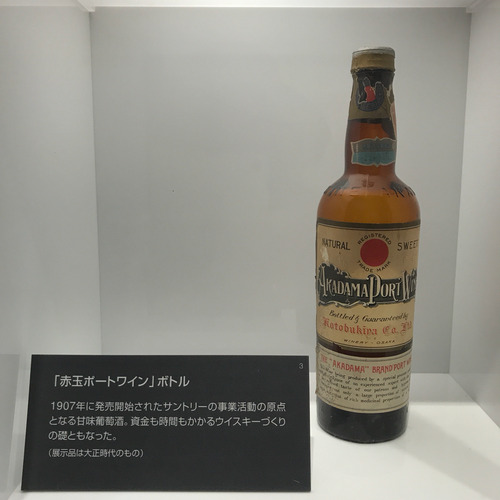 NATURAL
REGISTERED
SWEET
TRADE MARK
AKADAMA PORT WINE
Bottled & Guaranteed by
Kotobukiya Co. Ltd
WINERY - OSAKA
"AKADAMA" BRAND PORT
3
「赤玉ポートワイン」ボトル
1907年に発売開始されたサントリーの事業活動の原点
となる甘味葡萄酒。資金も時間もかかるウイスキーづくり
の礎ともなった。
(展示品は大正時代のもの)